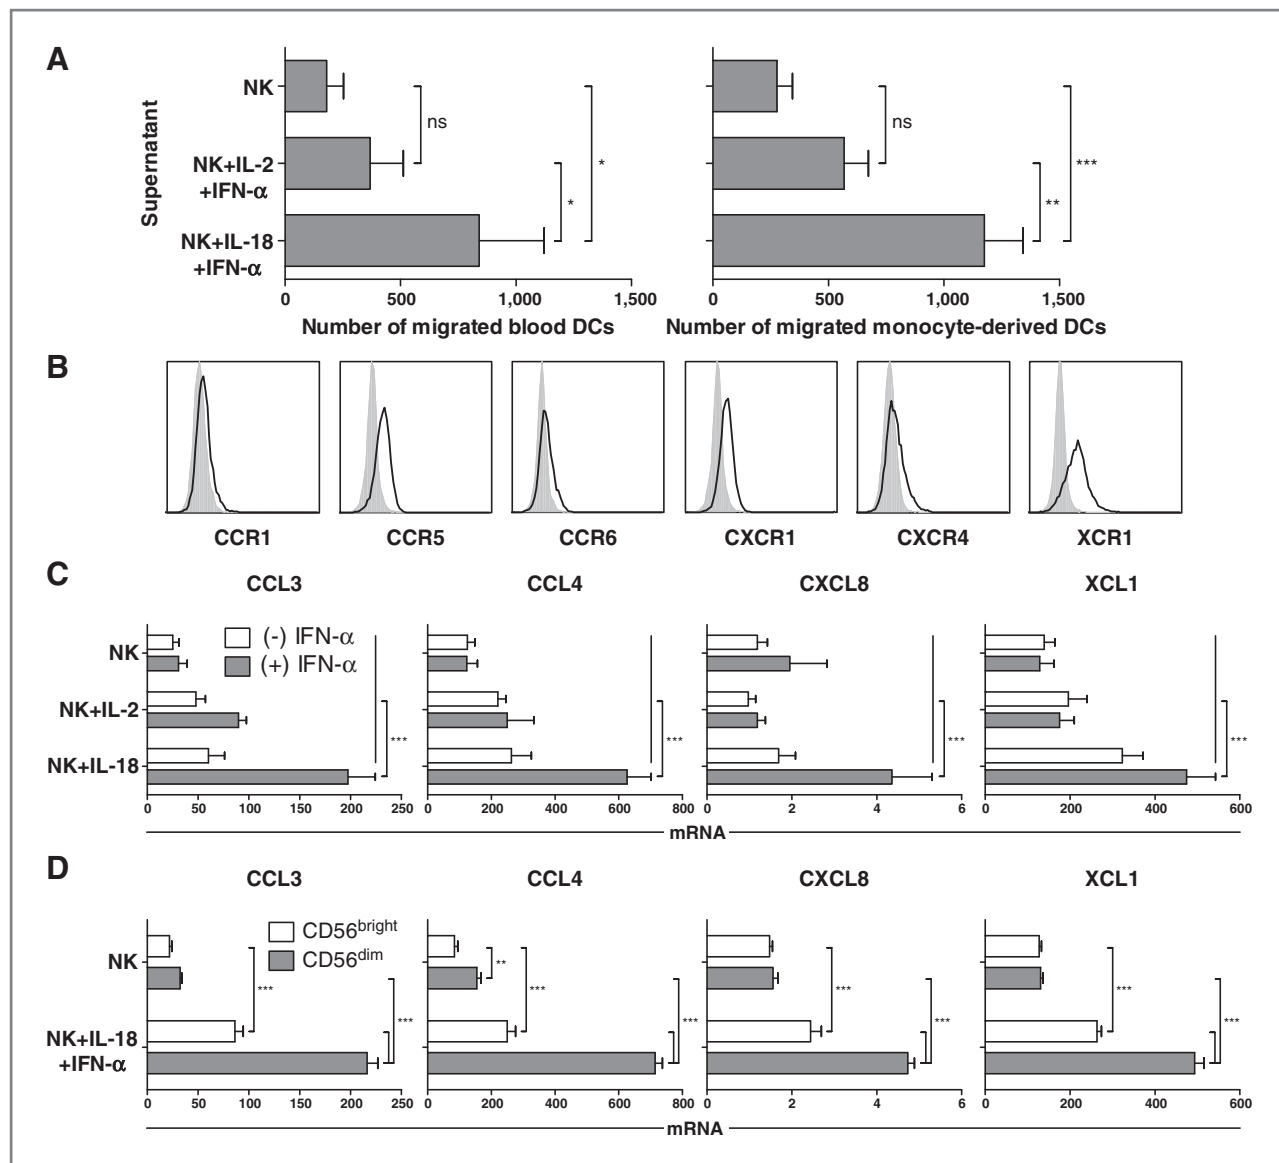 A
Supernatant
NK
NK+IL-2
+IFN-α
NK+IL-18
+IFN-α
ns
*
*
0 500 1,000 1,500
Number of migrated blood DCs
ns
**
***
0 500 1,000 1,500
Number of migrated monocyte-derived DCs
B
CCR1 CCR5 CCR6 CXCR1 CXCR4 XCR1
C
CCL3 CCL4 CXCL8 XCL1
(-) IFN-α
(+) IFN-α
NK
NK+IL-2
NK+IL-18
*** *** *** ***
0 50 100 150 200 250 0 200 400 600 800 0 2 4 6 0 200 400 600
mRNA
D
CCL3 CCL4 CXCL8 XCL1
CD56bright
CD56dim
NK
NK+IL-18
+IFN-α
*** *** ** *** *** *** *** *** ***
0 50 100 150 200 250 0 200 400 600 800 0 2 4 6 0 200 400 600
mRNA